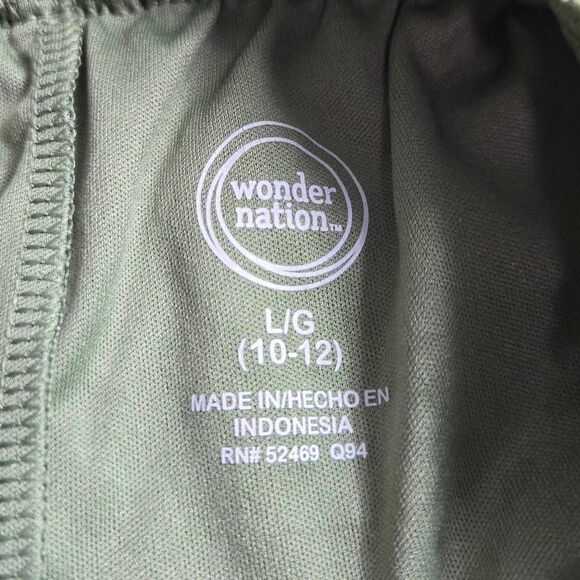 wonder
nation™
L/G
(10-12)
MADE IN/HECHO EN
INDONESIA
RN# 52469 Q94